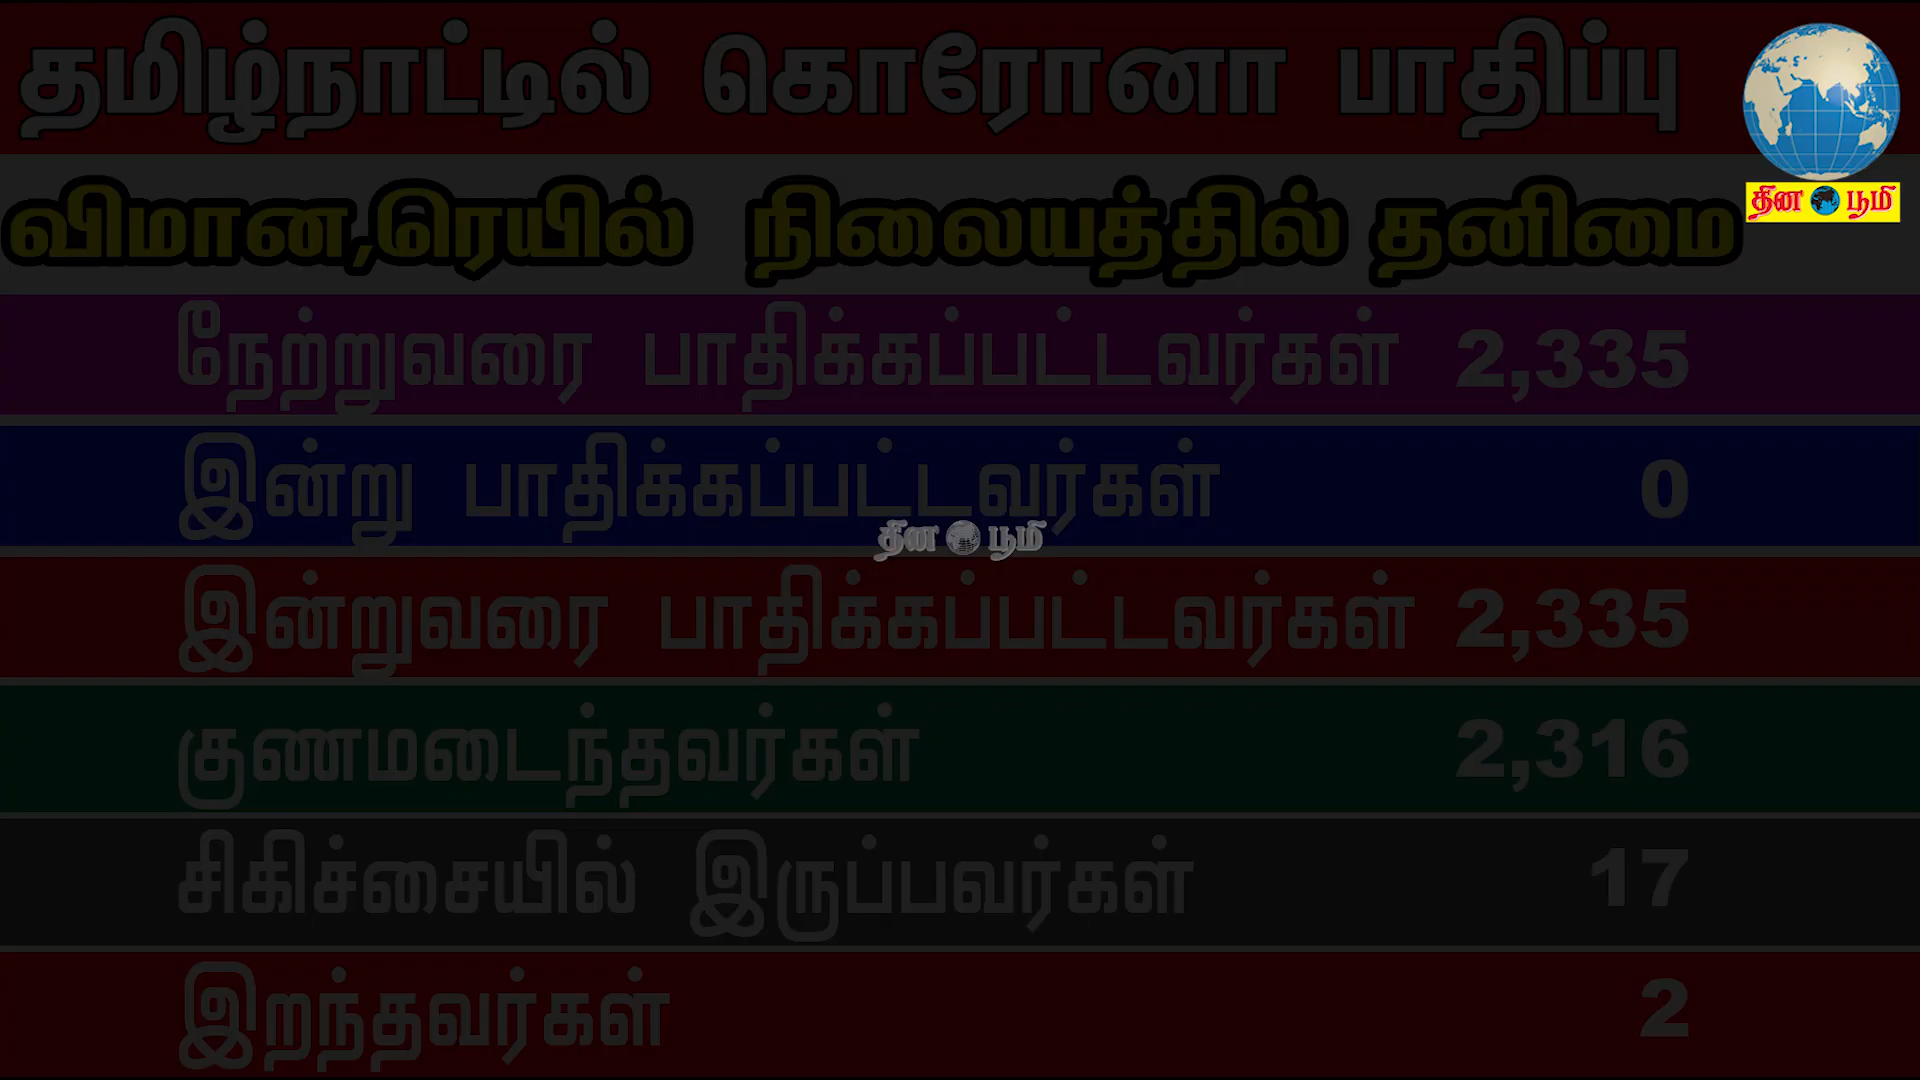 தமிழ்நாட்டில் கொரோனா பாதிப்பு
தின பூமி
விமான,ரெயில் நிலையத்தில் தனிமை
நேற்றுவரை பாதிக்கப்பட்டவர்கள் 2,335
இன்று பாதிக்கப்பட்டவர்கள் 0
தின பூமி
இன்றுவரை பாதிக்கப்பட்டவர்கள் 2,335
குணமடைந்தவர்கள் 2,316
சிகிச்சையில் இருப்பவர்கள் 17
இறந்தவர்கள் 2